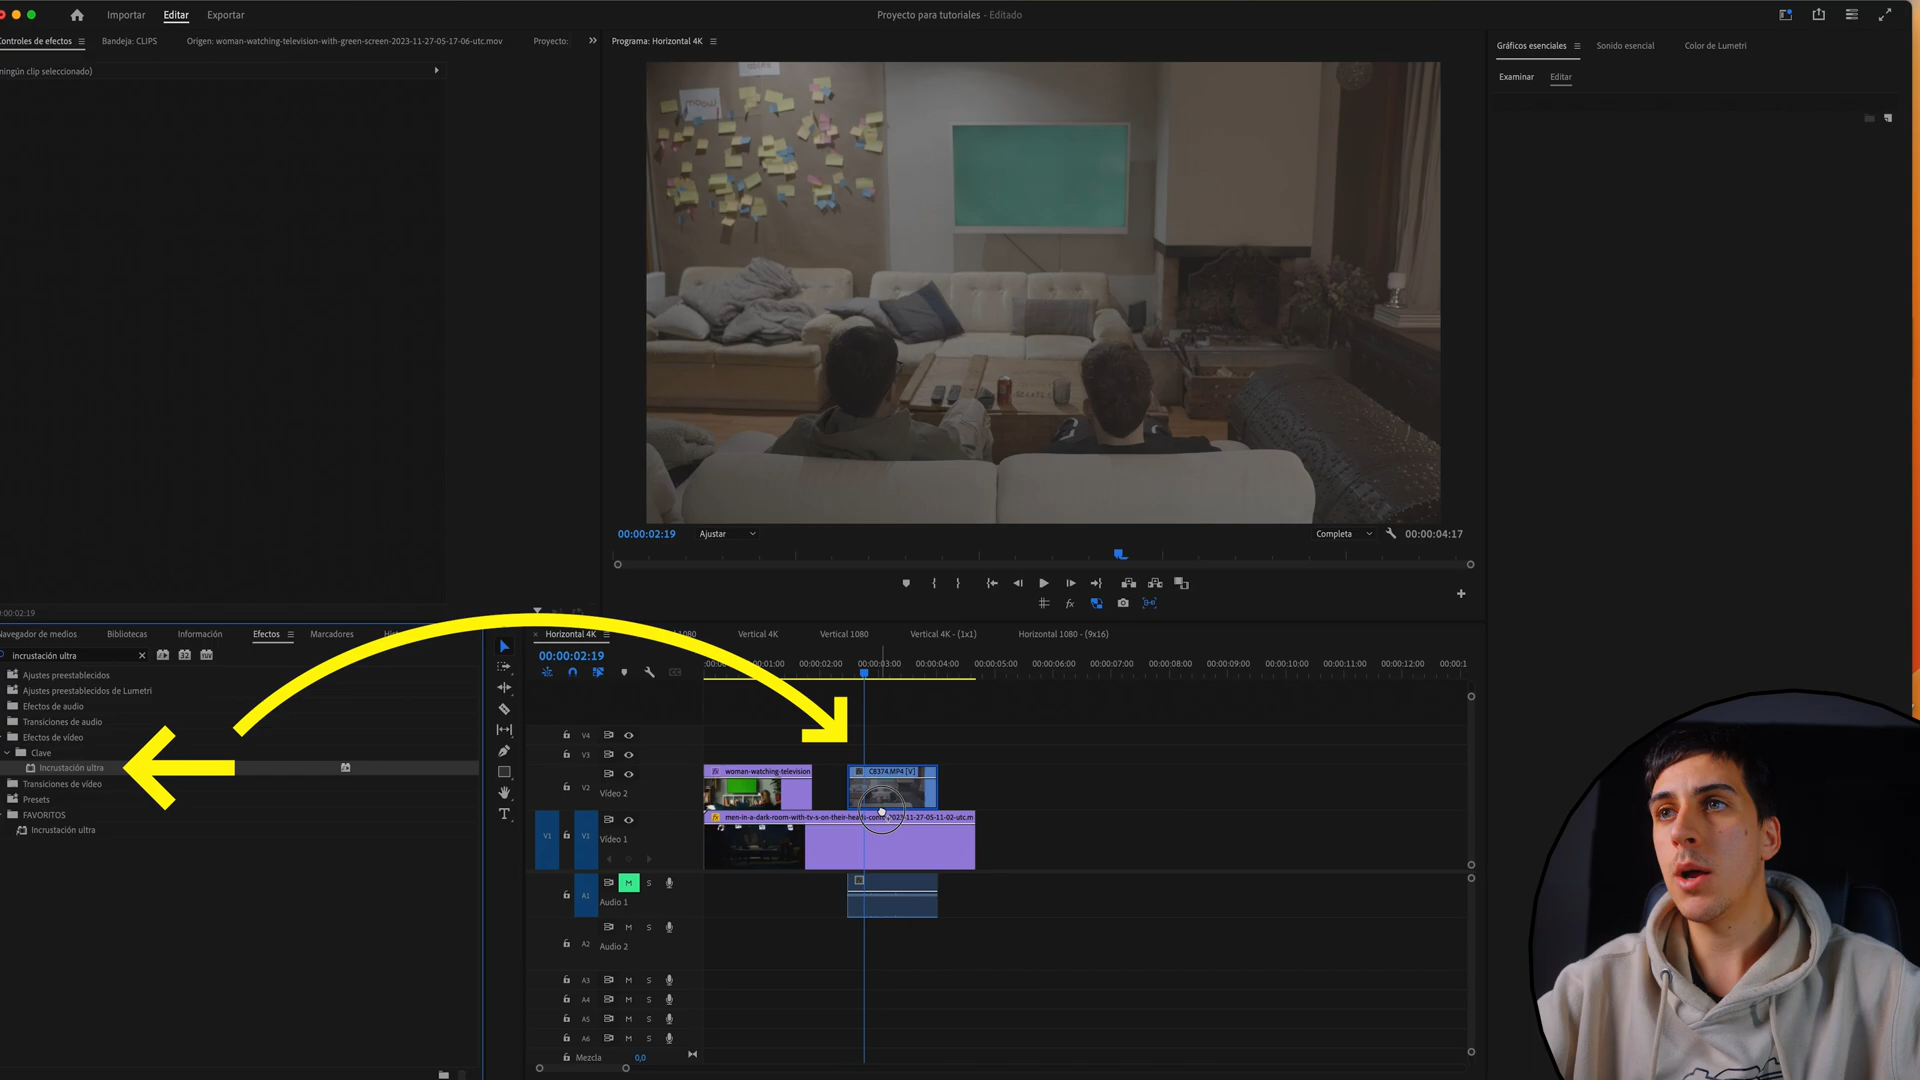 Importar Editar Exportar
Proyecto para tutoriales - Editado
Controles de efectos Bandeja: CLIPS Origen: woman-watching-television-with-green-screen-2023-11-27-05-17-06-utc.mov Proyecto:
Programa: Horizontal 4K
Gráficos esenciales Sonido esencial Color de Lumetri
ningún clip seleccionado)
Examinar Editar
00:00:02:19 Ajustar Completa 00:00:04:17
0:00:02:19
Navegador de medios Bibliotecas Información Efectos Marcadores
Horizontal 4K 1080 Vertical 4K Vertical 1080 Vertical 4K - (1x1) Horizontal 1080 - (9x16)
incrustación ultra
00:00:02:19
:00:00 00:00:01:00 00:00:02:00 00:00:03:00 00:00:04:00 00:00:05:00 00:00:06:00 00:00:07:00 00:00:08:00 00:00:09:00 00:00:10:00 00:00:11:00 00:00:12:00 00:00:1
Ajustes preestablecidos
Ajustes preestablecidos de Lumetri
Efectos de audio
Transiciones de audio
Efectos de vídeo
Clave
Incrustación ultra
Transiciones de vídeo
Presets
FAVORITOS
Incrustación ultra
V4
V3
V2 Vídeo 2
woman-watching-television
C8374.MP4 [V]
V1 V1 Vídeo 1
men-in-a-dark-room-with-tv-s-on-their-heads-com 2023-11-27-05-11-02-utc.m
A1 M S
Audio 1
A2 M S
Audio 2
A3 M S
A4 M S
A5 M S
A6 M S
Mezcla 0,0